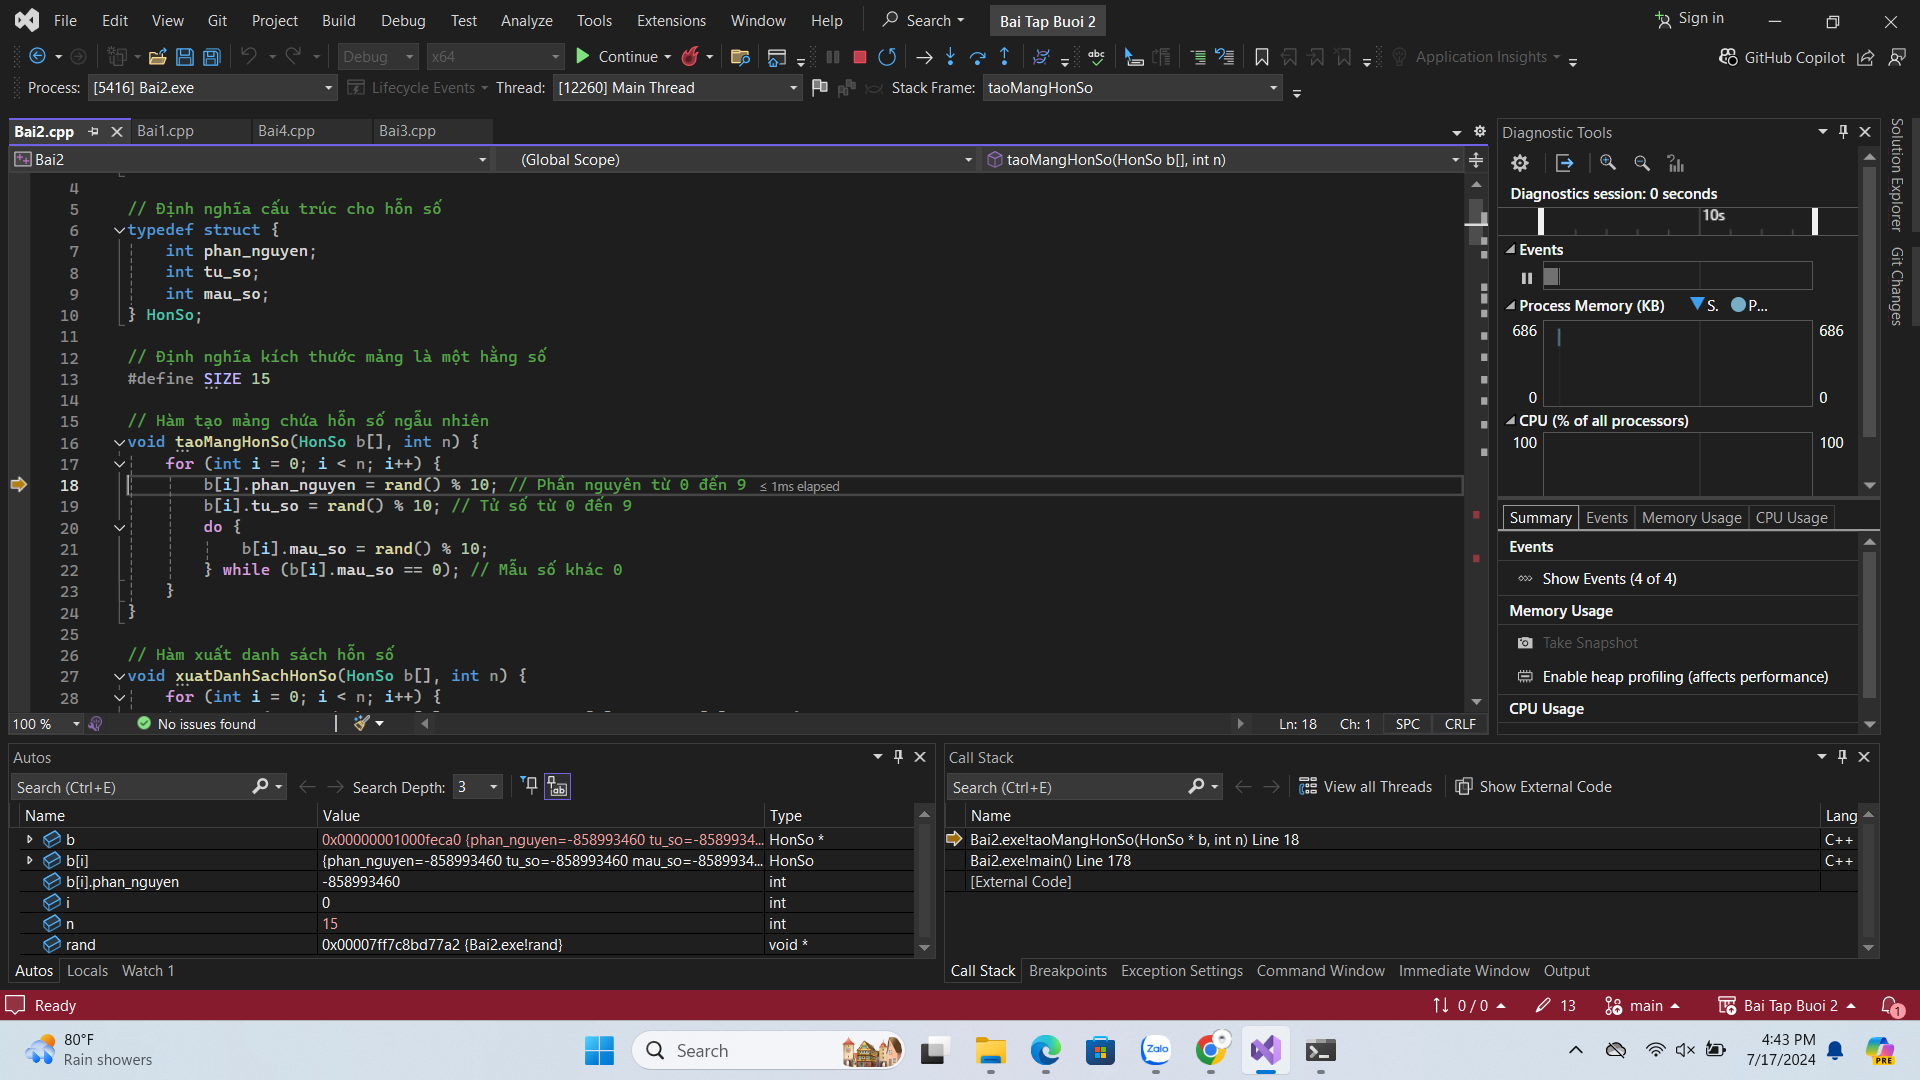 File Edit View Git Project Build Debug Test Analyze Tools Extensions Window Help Search Bai Tap Buoi 2 Sign in
Debug x64 Continue Application Insights GitHub Copilot
Process: [5416] Bai2.exe Lifecycle Events Thread: [12260] Main Thread Stack Frame: taoMangHonSo
Bai2.cpp Bai1.cpp Bai4.cpp Bai3.cpp
Bai2 (Global Scope) taoMangHonSo(HonSo b[], int n)
4
5 // Định nghĩa cấu trúc cho hỗn số
6 typedef struct {
7 int phan_nguyen;
8 int tu_so;
9 int mau_so;
10 } HonSo;
11
12 // Định nghĩa kích thước mảng là một hằng số
13 #define SIZE 15
14
15 // Hàm tạo mảng chứa hỗn số ngẫu nhiên
16 void taoMangHonSo(HonSo b[], int n) {
17 for (int i = 0; i < n; i++) {
18 b[i].phan_nguyen = rand() % 10; // Phần nguyên từ 0 đến 9 ≤ 1ms elapsed
19 b[i].tu_so = rand() % 10; // Tử số từ 0 đến 9
20 do {
21 b[i].mau_so = rand() % 10;
22 } while (b[i].mau_so == 0); // Mẫu số khác 0
23 }
24 }
25
26 // Hàm xuất danh sách hỗn số
27 void xuatDanhSachHonSo(HonSo b[], int n) {
28 for (int i = 0; i < n; i++) {
100 % No issues found Ln: 18 Ch: 1 SPC CRLF
Diagnostic Tools
Diagnostics session: 0 seconds
10s
Events
Process Memory (KB) S. P...
686 686
0 0
CPU (% of all processors)
100 100
Summary Events Memory Usage CPU Usage
Events
Show Events (4 of 4)
Memory Usage
Take Snapshot
Enable heap profiling (affects performance)
CPU Usage
Solution Explorer
Git Changes
Autos
Search (Ctrl+E) Search Depth: 3
Name Value Type
b 0x00000001000feca0 {phan_nguyen=-858993460 tu_so=-8589934... HonSo *
b[i] {phan_nguyen=-858993460 tu_so=-858993460 mau_so=-8589934... HonSo
b[i].phan_nguyen -858993460 int
i 0 int
n 15 int
rand 0x00007ff7c8bd77a2 {Bai2.exe!rand} void *
Autos Locals Watch 1
Call Stack
Search (Ctrl+E) View all Threads Show External Code
Name Lang
Bai2.exe!taoMangHonSo(HonSo * b, int n) Line 18 C++
Bai2.exe!main() Line 178 C++
[External Code]
Call Stack Breakpoints Exception Settings Command Window Immediate Window Output
Ready 0 / 0 13 main Bai Tap Buoi 2 1
80°F
Rain showers
Search
Zalo
4:43 PM
7/17/2024
PRE